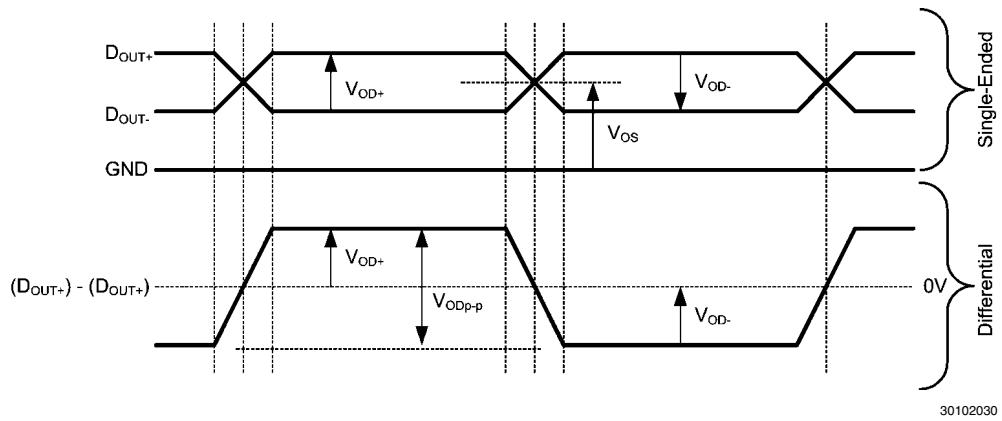 DOUT+
VOD+
VOD-
DOUT-
VOS
GND
Single-Ended
VOD+
(DOUT+) - (DOUT+)
0V
VODp-p
VOD-
Differential
30102030